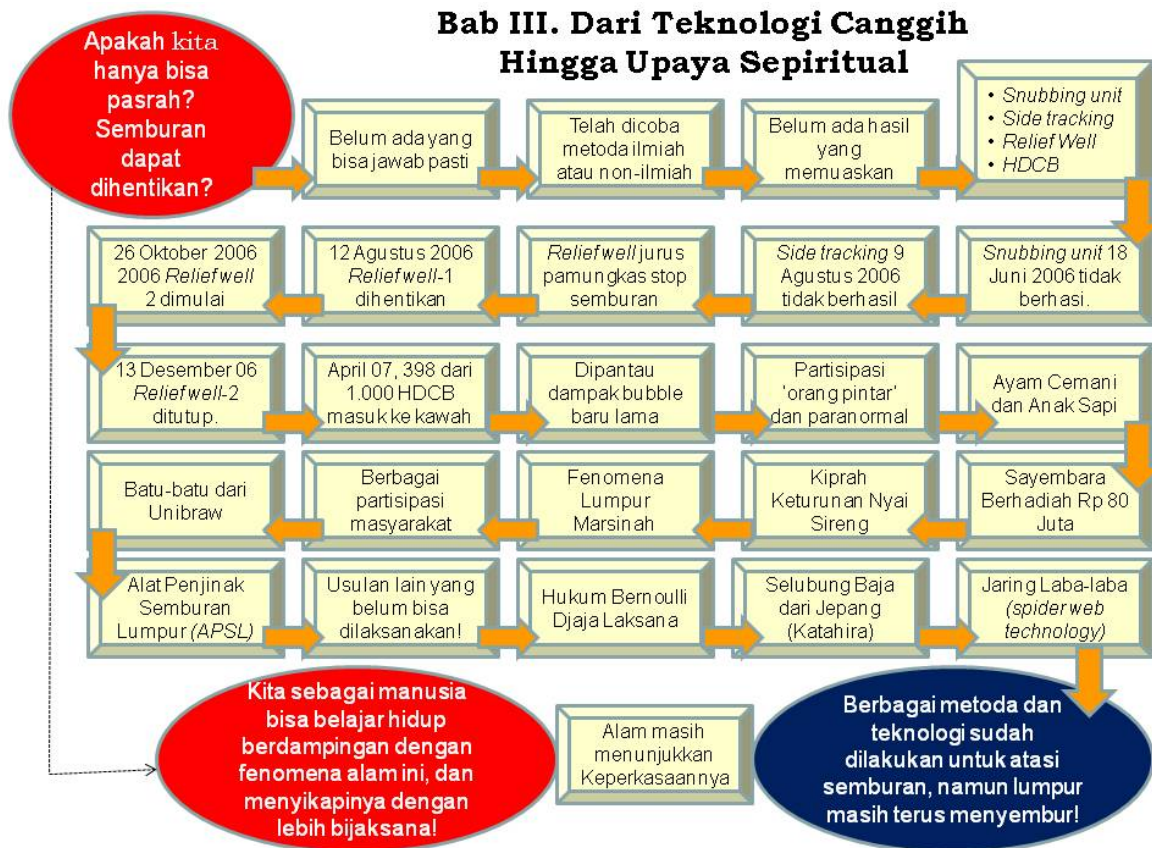 Bab III. Dari Teknologi Canggih
Hingga Upaya Sepiritual
Apakah kita
hanya bisa
pasrah?
Semburan
dapat
dihentikan?
Belum ada yang
bisa jawab pasti
Telah dicoba
metoda ilmiah
atau non-ilmiah
Belum ada hasil
yang
memuaskan
• Snubbing unit
• Side tracking
• Relief Well
• HDCB
Snubbing unit 18
Juni 2006 tidak
berhasi.
Side tracking 9
Agustus 2006
tidak berhasil
Relief well jurus
pamungkas stop
semburan
12 Agustus 2006
Relief well-1
dihentikan
26 Oktober 2006
2006 Relief well
2 dimulai
13 Desember 06
Relief well-2
ditutup.
April 07, 398 dari
1.000 HDCB
masuk ke kawah
Dipantau
dampak bubble
baru lama
Partisipasi
'orang pintar'
dan paranormal
Ayam Cemani
dan Anak Sapi
Sayembara
Berhadiah Rp 80
Juta
Kiprah
Keturunan Nyai
Sireng
Fenomena
Lumpur
Marsinah
Berbagai
partisipasi
masyarakat
Batu-batu dari
Unibraw
Alat Penjinak
Semburan
Lumpur (APSL)
Usulan lain yang
belum bisa
dilaksanakan!
Hukum Bernoulli
Djaja Laksana
Selubung Baja
dari Jepang
(Katahira)
Jaring Laba-laba
(spider web
technology)
Berbagai metoda dan
teknologi sudah
dilakukan untuk atasi
semburan, namun lumpur
masih terus menyembur!
Alam masih
menunjukkan
Keperkasaannya
Kita sebagai manusia
bisa belajar hidup
berdampingan dengan
fenomena alam ini, dan
menyikapinya dengan
lebih bijaksana!